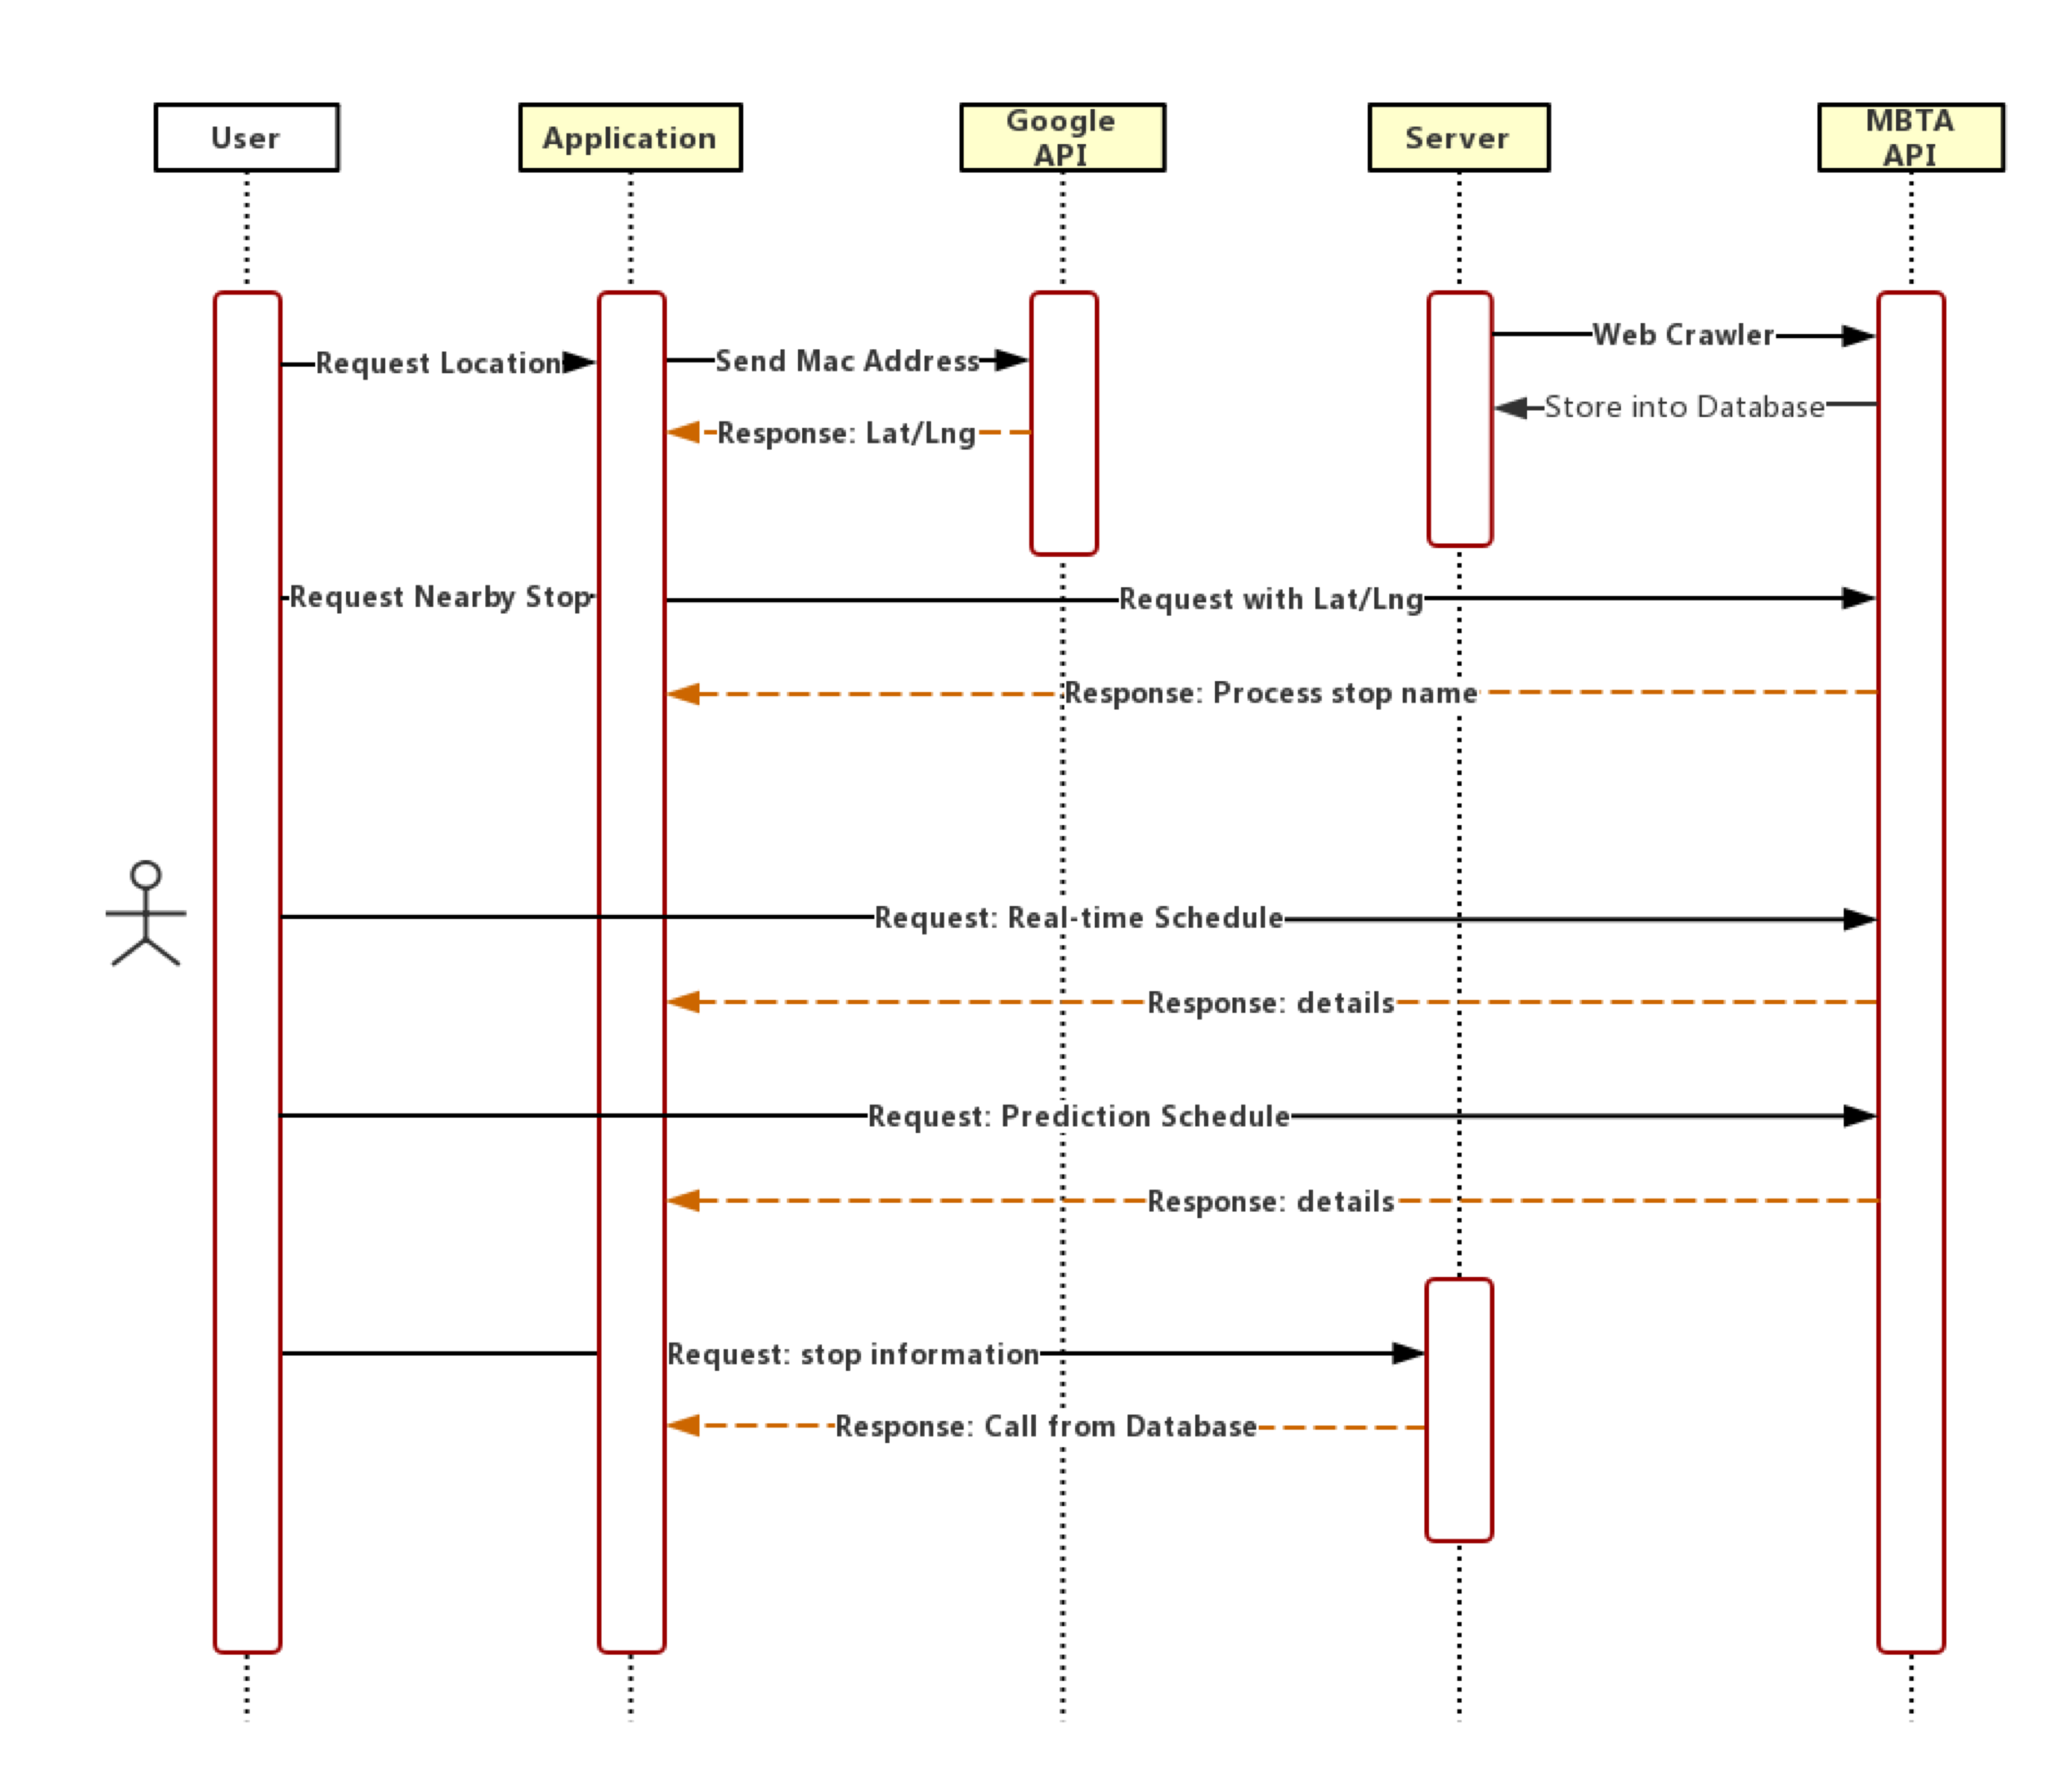 User
Application
Google
API
Server
MBTA
API
Web Crawler
Request Location
Send Mac Address
Store into Database
Response: Lat/Lng
Request Nearby Stop
Request with Lat/Lng
Response: Process stop name
Request: Real-time Schedule
Response: details
Request: Prediction Schedule
Response: details
Request: stop information
Response: Call from Database